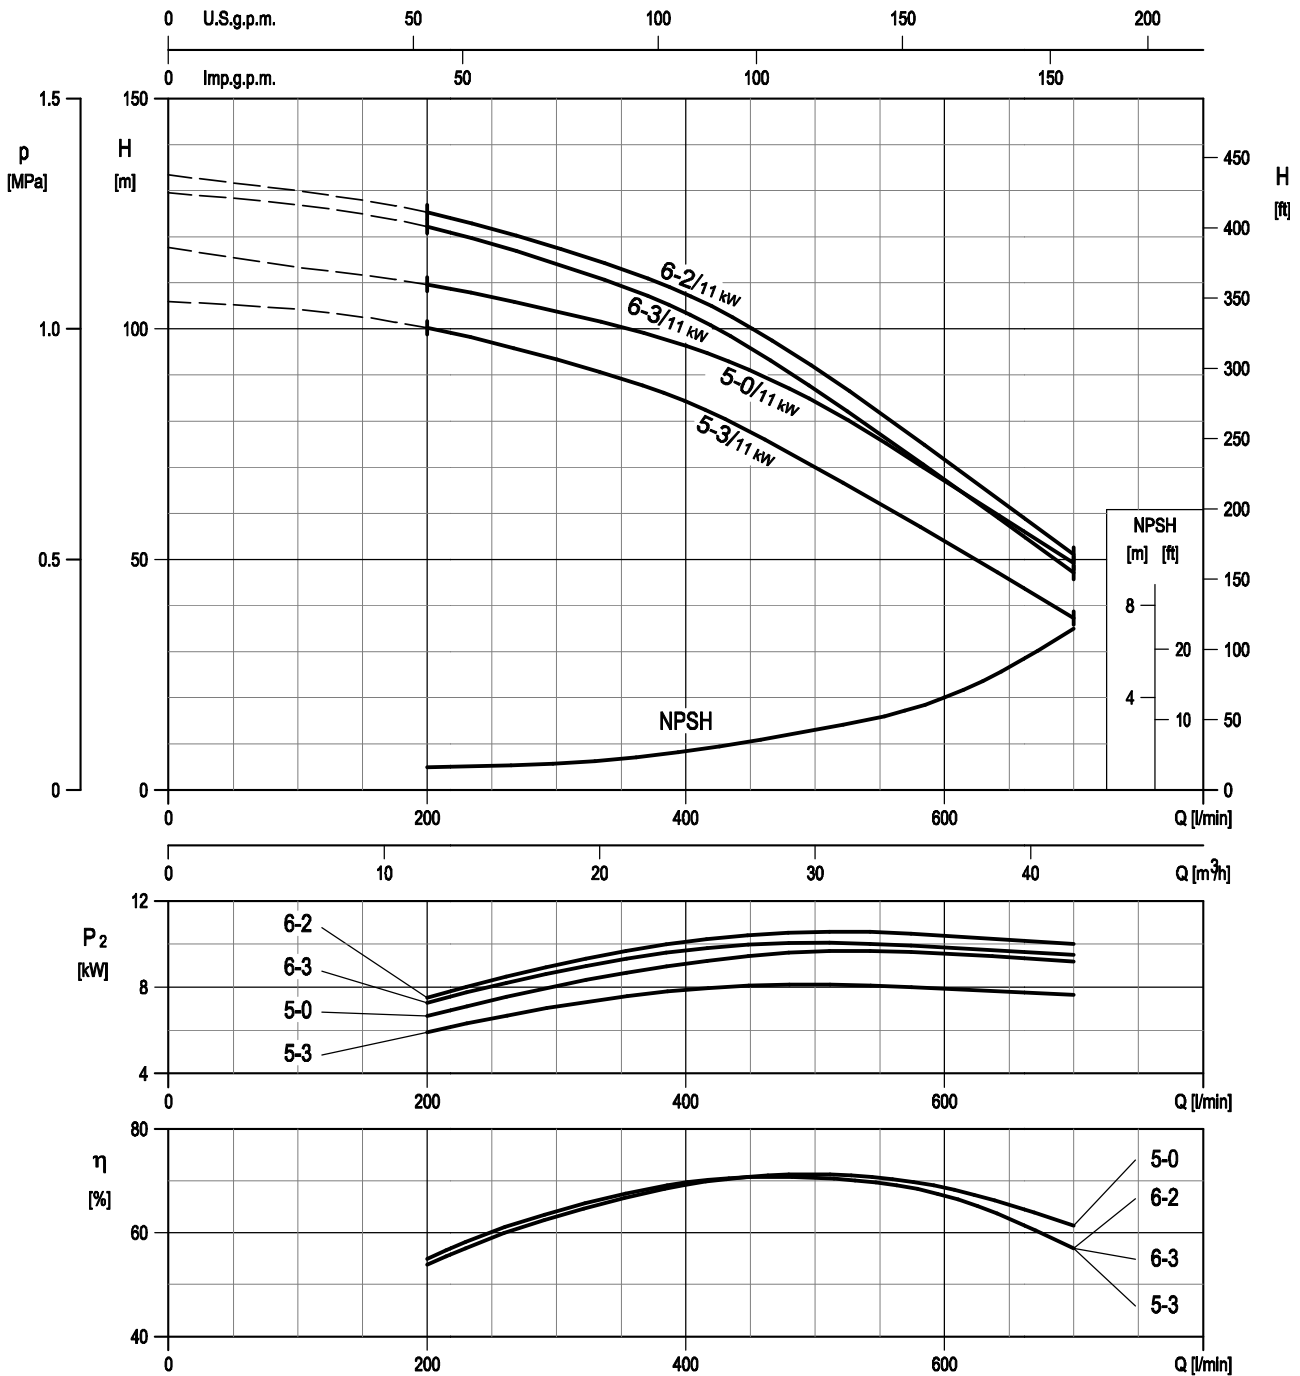 0 U.S.g.p.m. 50 100 150 200
0 Imp.g.p.m. 50 100 150
1.5 150
p H 450
[MPa] [m] H
[ft]
400
6-2/11 kW
6-3/11 kW 350
1.0 100
5-0/11 kW 300
5-3/11 kW
250
200
NPSH
[m] [ft]
0.5 50
150
8
20 100
4
NPSH 10 50
0 0 0
0 200 400 600 Q [l/min]
0 10 20 30 40 Q [m³/h]
12
6-2
P2
[kW] 6-3
8
5-0
5-3
4
0 200 400 600 Q [l/min]
80
η 5-0
[%] 6-2
60
6-3
5-3
40
0 200 400 600 Q [l/min]